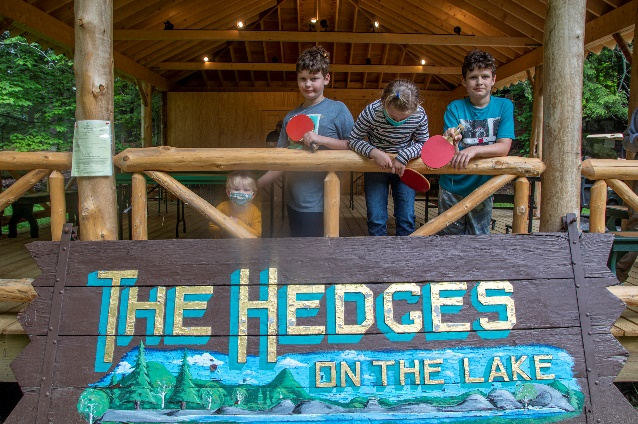 THE HEDGES
ON THE LAKE